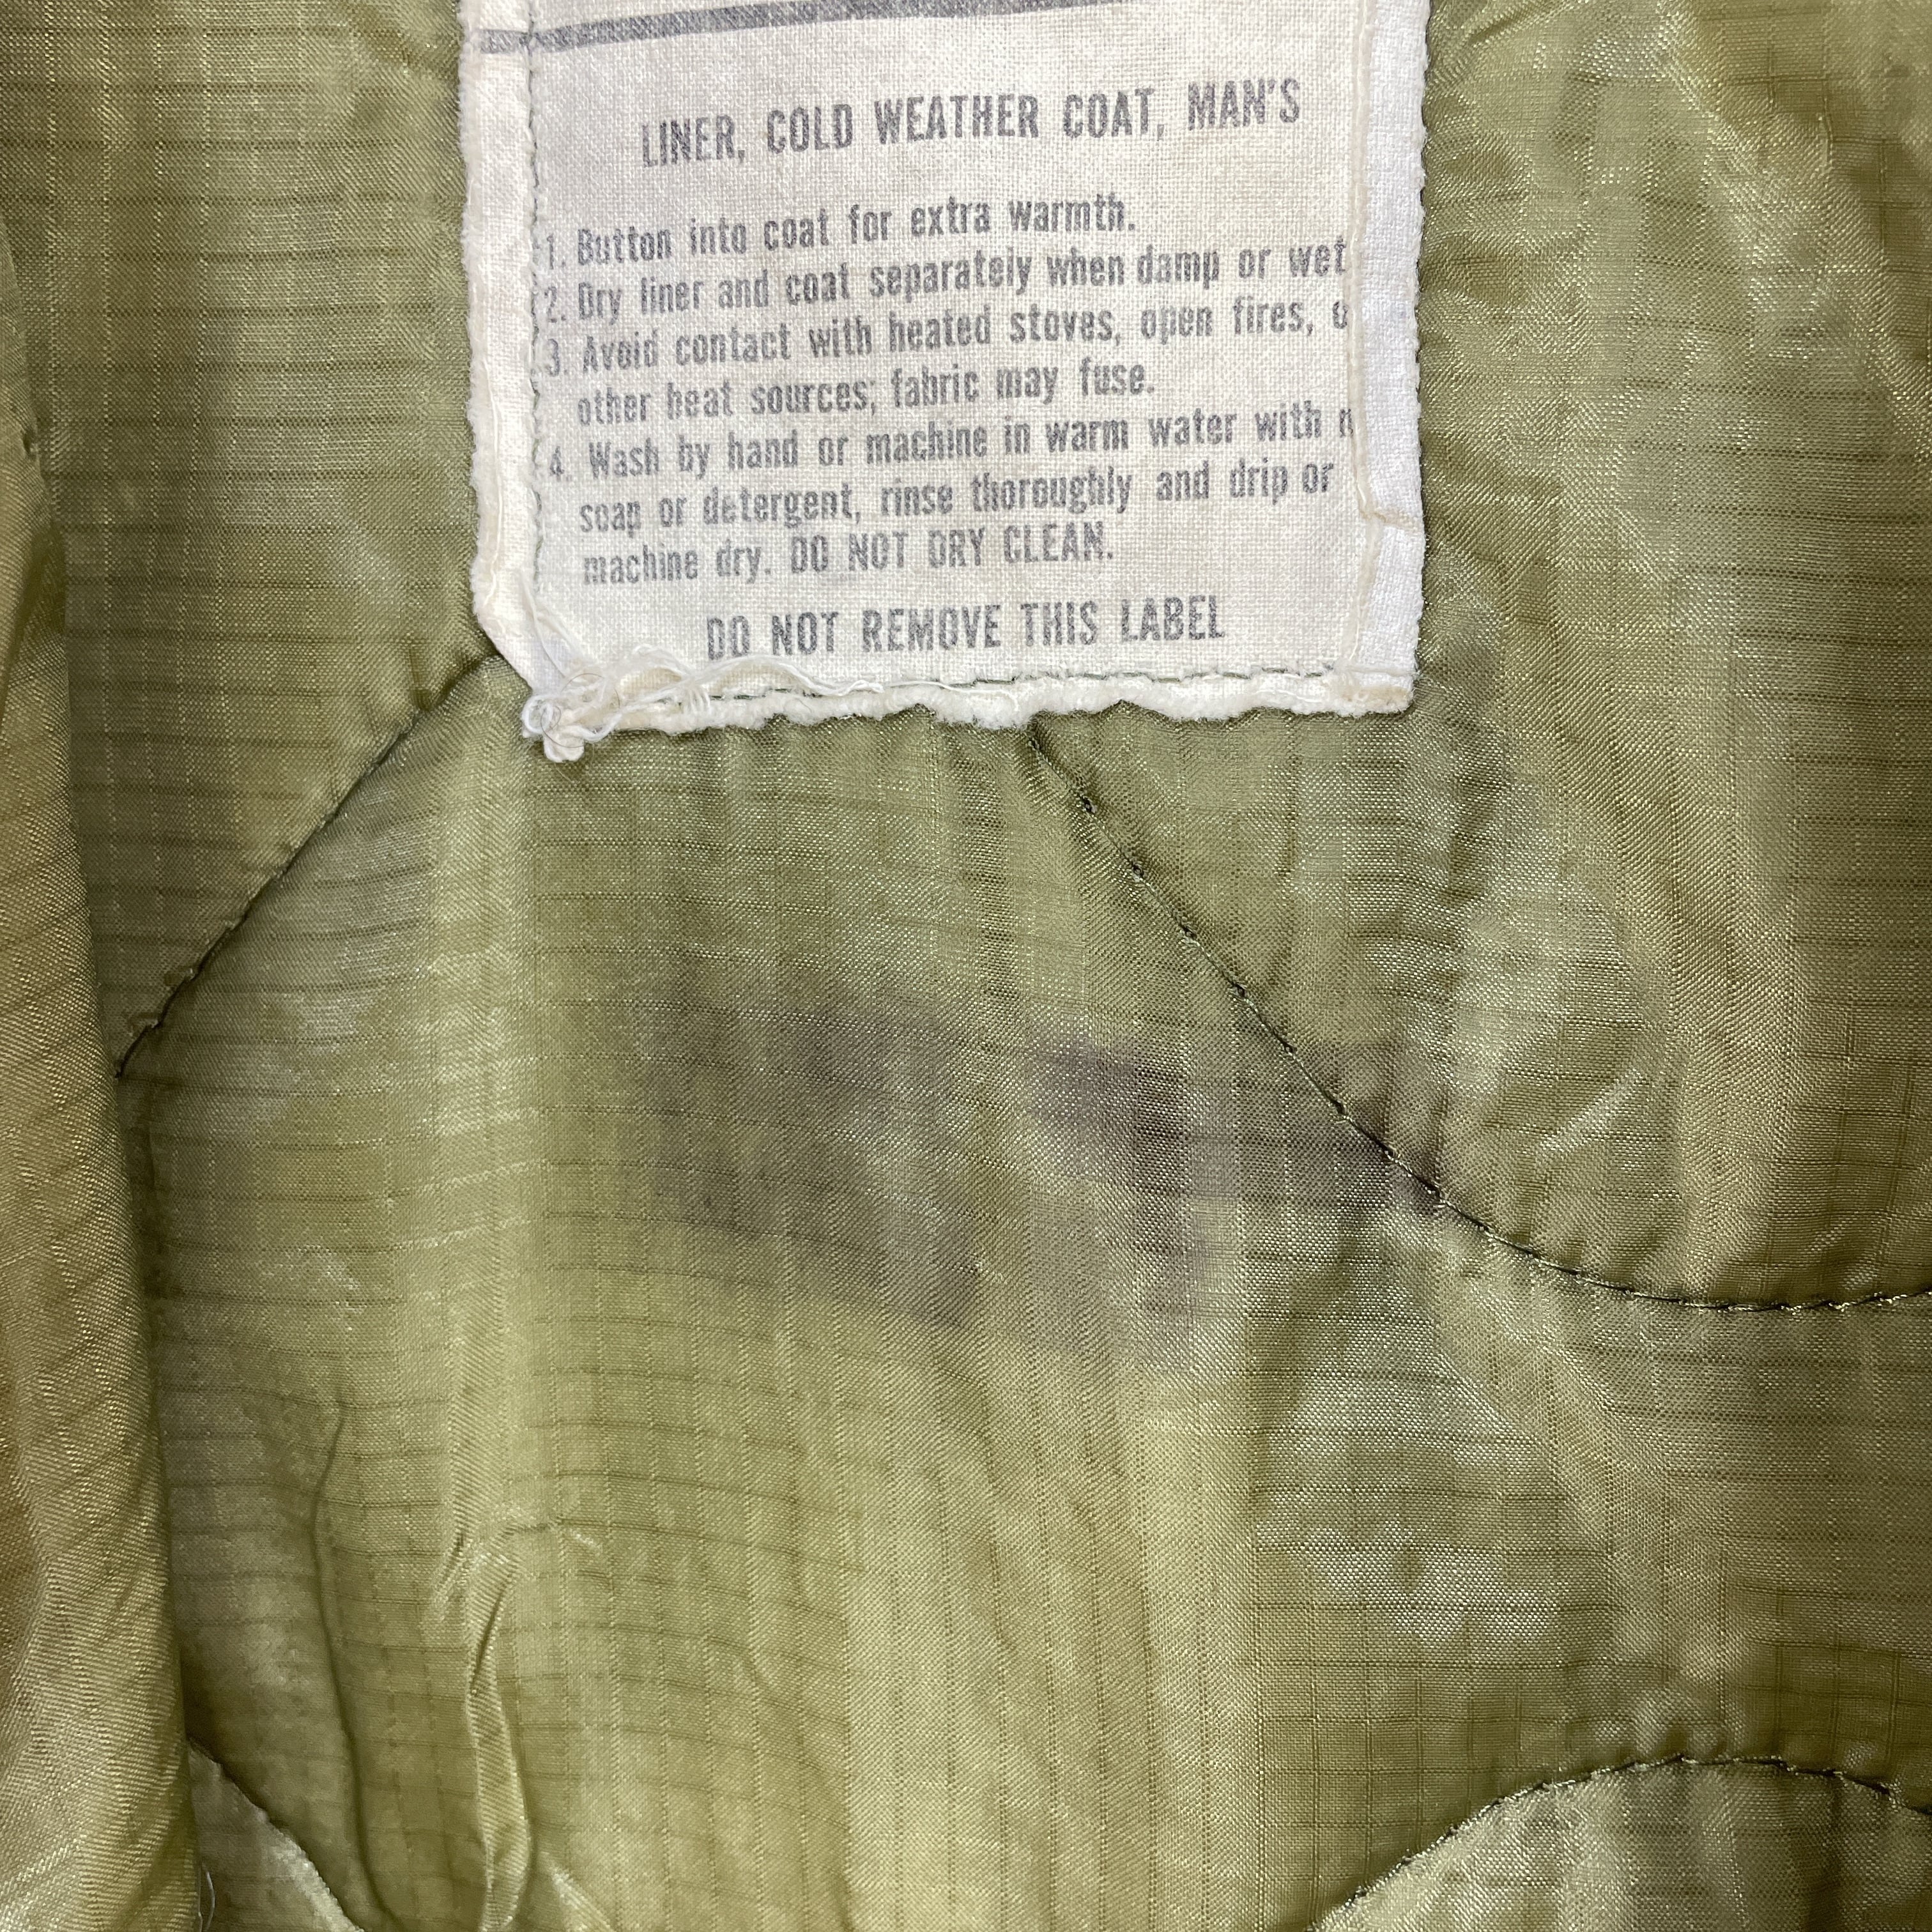 LINER, COLD WEATHER COAT, MAN'S
1. Button into coat for extra warmth.
2. Dry liner and coat separately when damp or wet
3. Avoid contact with heated stoves, open fires,
other heat sources; fabric may fuse.
4. Wash by hand or machine in warm water with
soap or detergent, rinse thoroughly and drip or
machine dry. DO NOT DRY CLEAN.
DO NOT REMOVE THIS LABEL